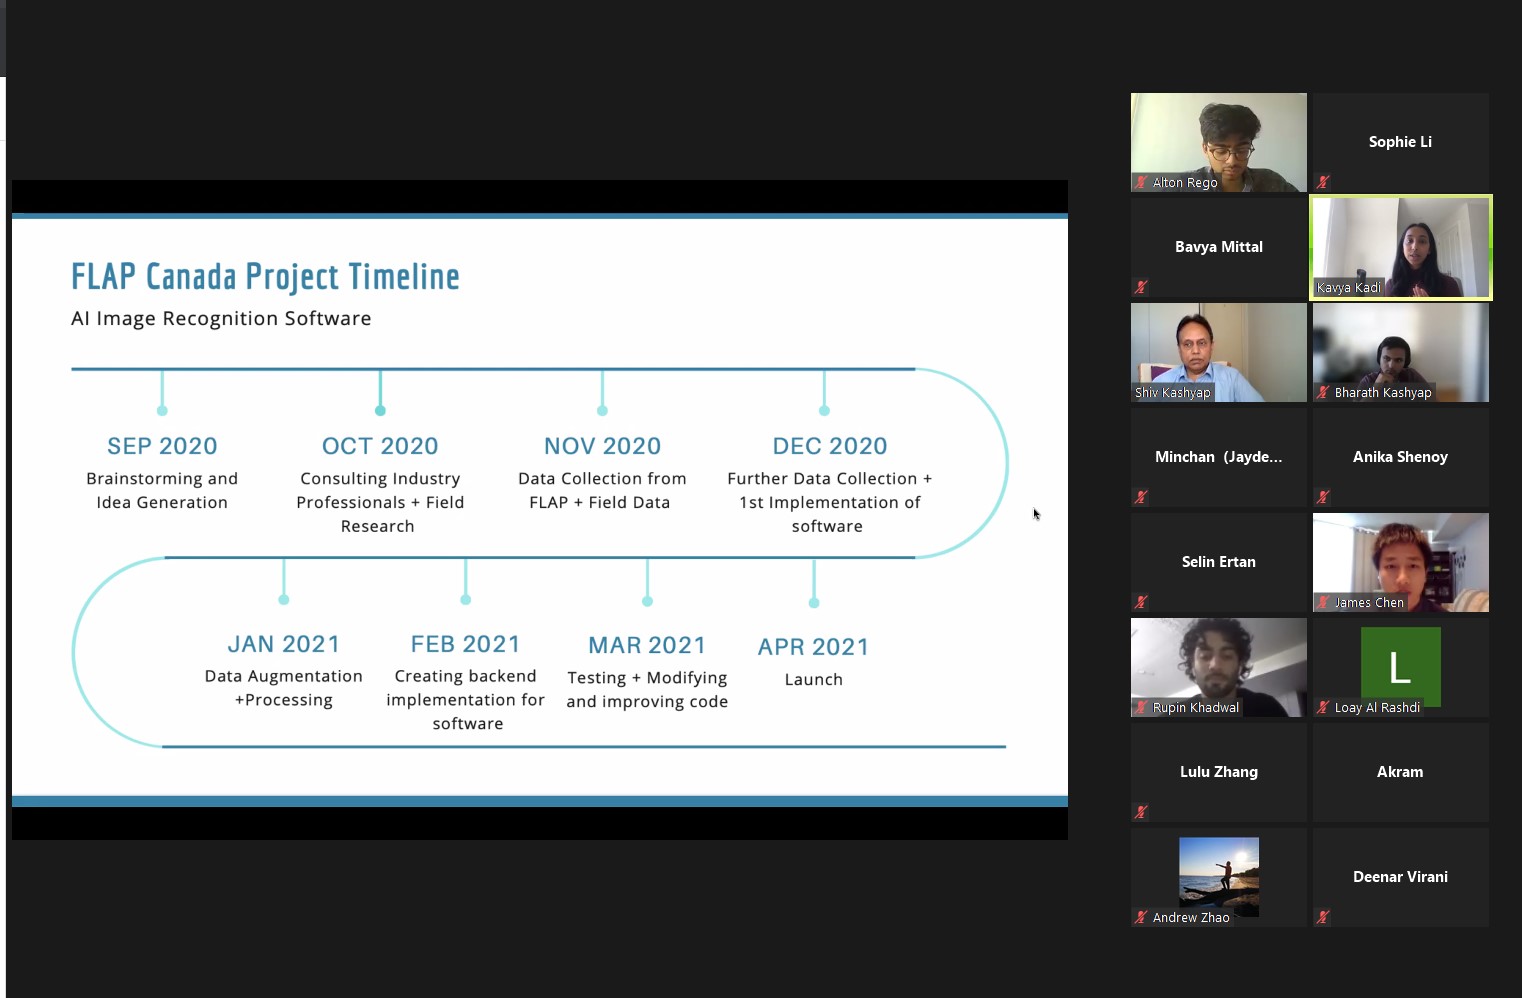 FLAP Canada Project Timeline
AI Image Recognition Software
SEP 2020
Brainstorming and
Idea Generation
OCT 2020
Consulting Industry
Professionals + Field
Research
NOV 2020
Data Collection from
FLAP + Field Data
DEC 2020
Further Data Collection +
1st Implementation of
software
JAN 2021
Data Augmentation
+Processing
FEB 2021
Creating backend
implementation for
software
MAR 2021
Testing + Modifying
and improving code
APR 2021
Launch
Alton Rego
Sophie Li
Bavya Mittal
Kavya Kadi
Shiv Kashyap
Bharath Kashyap
Minchan (Jayde...
Anika Shenoy
Selin Ertan
James Chen
Rupin Khadwal
L
Loay Al Rashdi
Lulu Zhang
Akram
Andrew Zhao
Deenar Virani